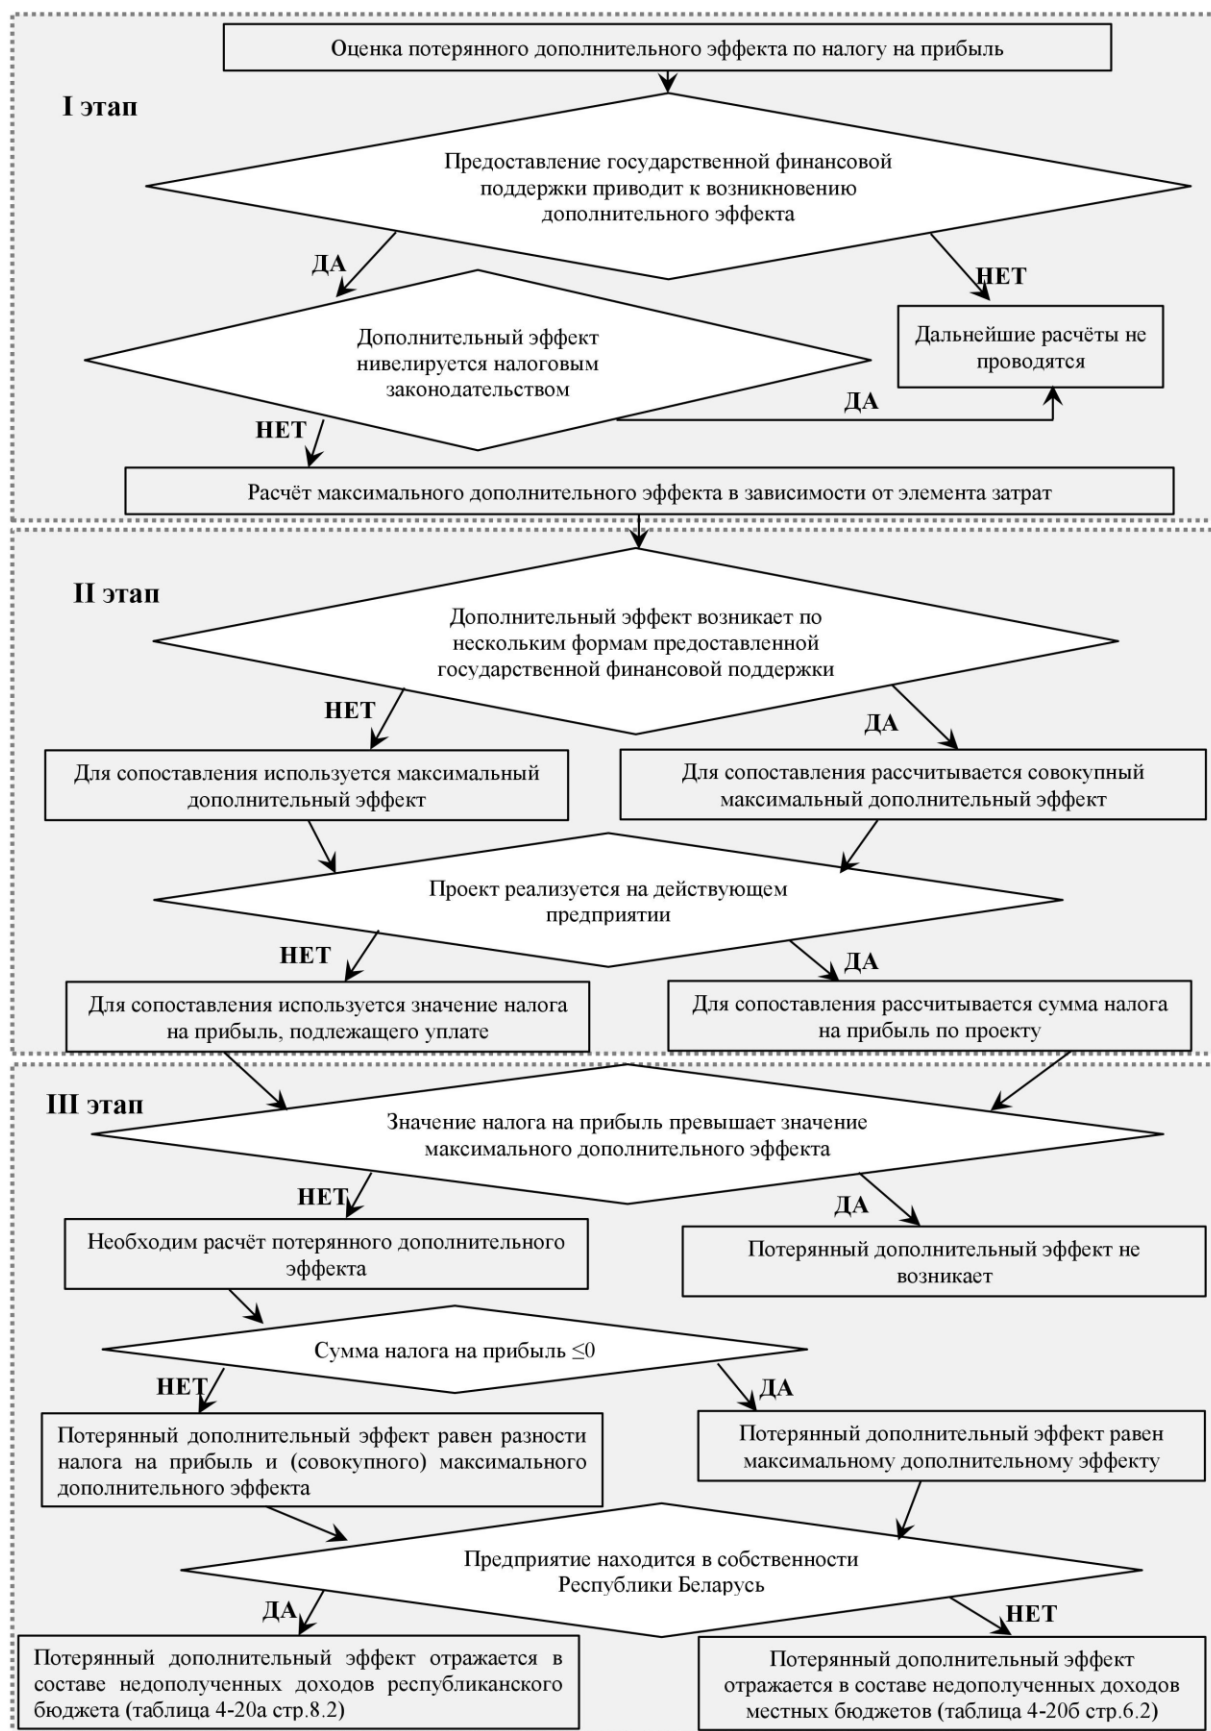 Оценка потерянного дополнительного эффекта по налогу на прибыль
I этап
Предоставление государственной финансовой
поддержки приводит к возникновению
дополнительного эффекта
ДА
НЕТ
Дополнительный эффект
нивелируется налоговым
законодательством
Дальнейшие расчёты не
проводятся
ДА
НЕТ
Расчёт максимального дополнительного эффекта в зависимости от элемента затрат
II этап
Дополнительный эффект возникает по
нескольким формам предоставленной
государственной финансовой поддержки
НЕТ
ДА
Для сопоставления используется максимальный
дополнительный эффект
Для сопоставления рассчитывается совокупный
максимальный дополнительный эффект
Проект реализуется на действующем
предприятии
НЕТ
ДА
Для сопоставления используется значение налога
на прибыль, подлежащего уплате
Для сопоставления рассчитывается сумма налога
на прибыль по проекту
III этап
Значение налога на прибыль превышает значение
максимального дополнительного эффекта
НЕТ
ДА
Необходим расчёт потерянного дополнительного
эффекта
Потерянный дополнительный эффект не
возникает
Сумма налога на прибыль ≤0
НЕТ
ДА
Потерянный дополнительный эффект равен разности
налога на прибыль и (совокупного) максимального
дополнительного эффекта
Потерянный дополнительный эффект равен
максимальному дополнительному эффекту
Предприятие находится в собственности
Республики Беларусь
ДА
НЕТ
Потерянный дополнительный эффект отражается в
составе недополученных доходов республиканского
бюджета (таблица 4-20а стр.8.2)
Потерянный дополнительный эффект
отражается в составе недополученных доходов
местных бюджетов (таблица 4-20б стр.6.2)